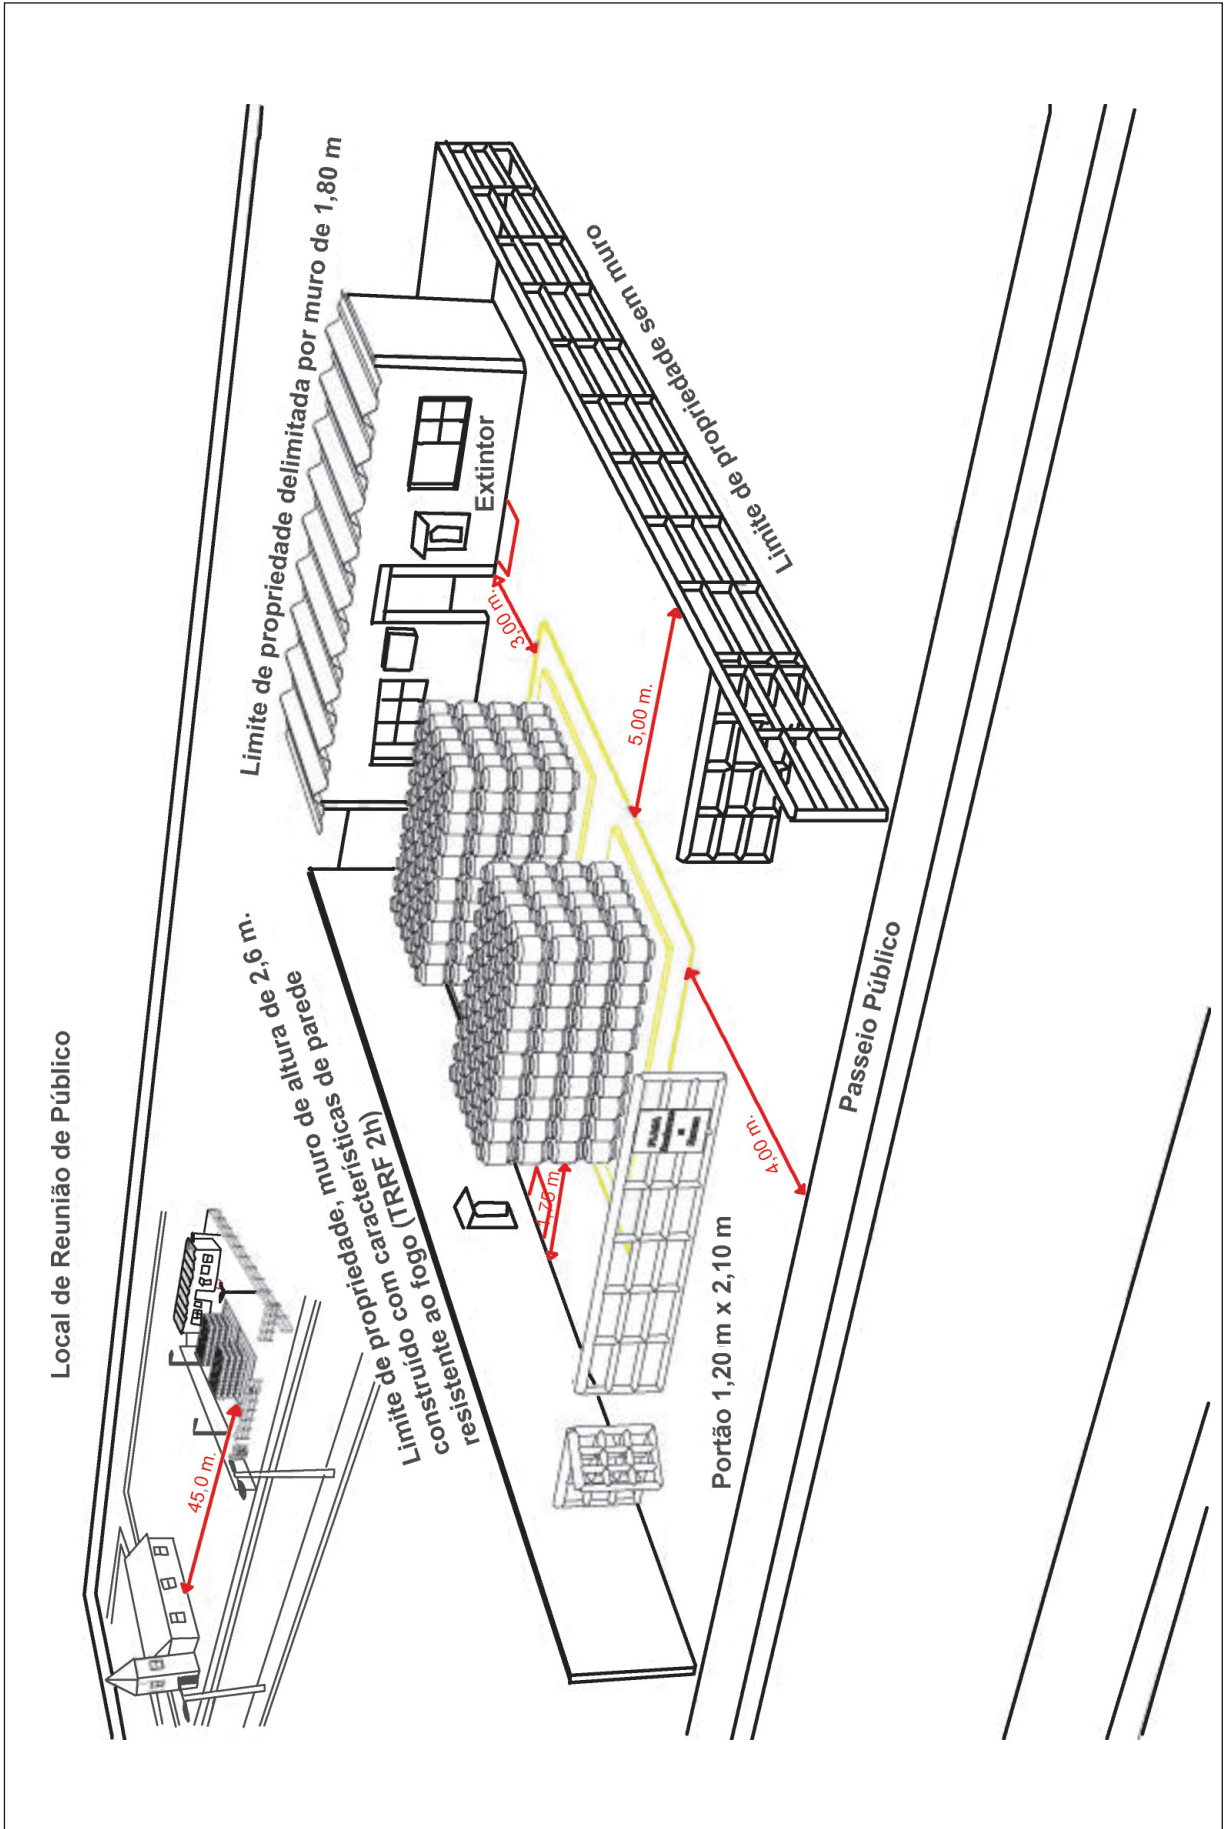 Local de Reunião de Público
45,0 m.
Limite de propriedade delimitada por muro de 1,80 m
Limite de propriedade, muro de altura de 2,6 m.
construído com características de parede
resistente ao fogo (TRRF 2h)
Extintor
3,00 m.
Limite de propriedade sem muro
5,00 m.
1,75 m.
4,00 m.
Portão 1,20 m x 2,10 m
Passeio Público